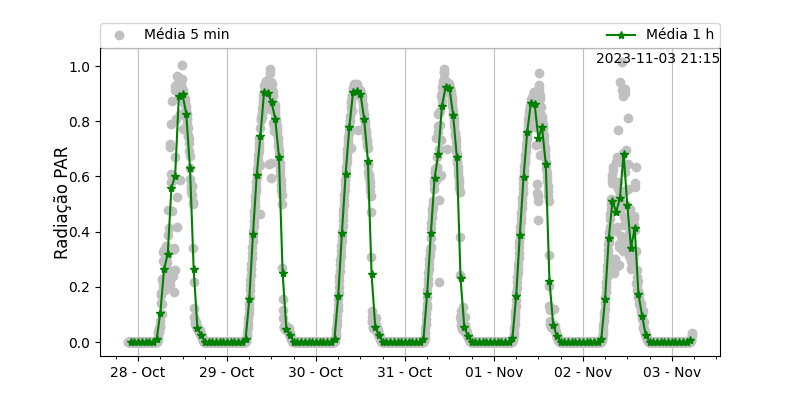 Média 5 min
Média 1 h
2023-11-03 21:15
Radiação PAR
1.0
0.8
0.6
0.4
0.2
0.0
28 - Oct
29 - Oct
30 - Oct
31 - Oct
01 - Nov
02 - Nov
03 - Nov